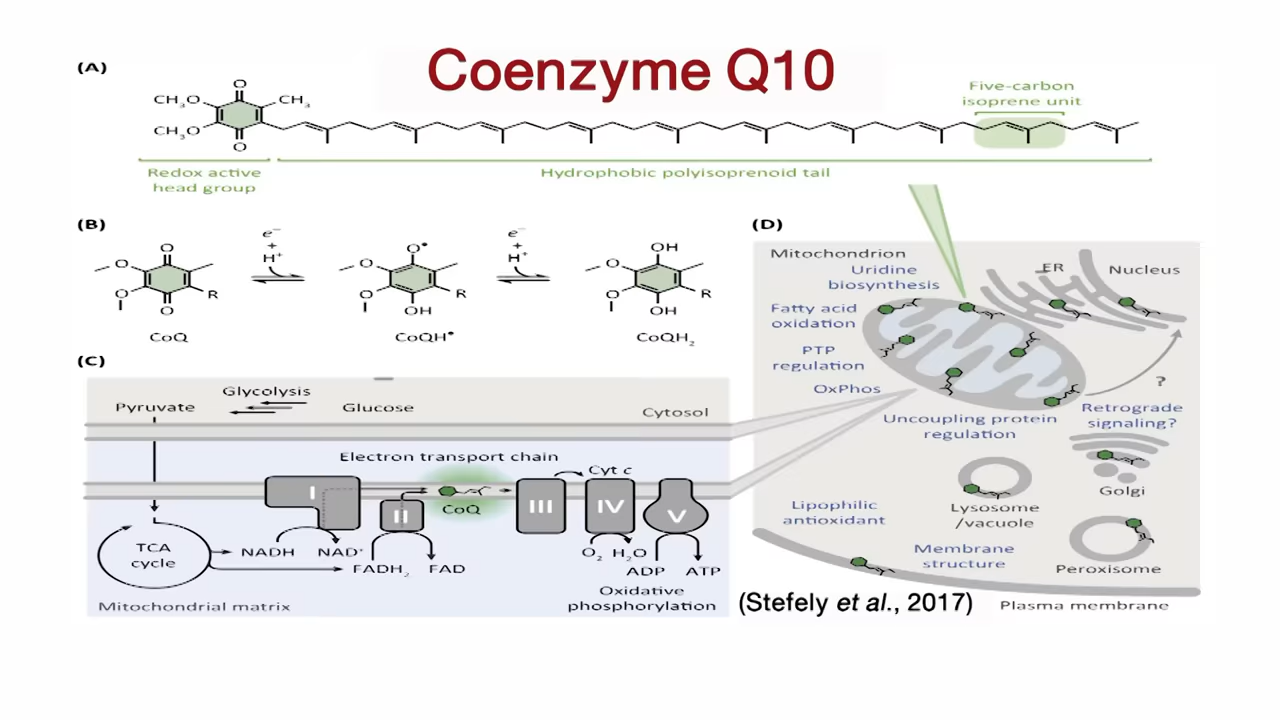 Coenzyme Q10
(A)
O
CH₃O
CH₃
CH₃O
O
Five-carbon
isoprene unit
Redox active
head group
Hydrophobic polyisoprenoid tail
(B)
O
O
O
R
O
CoQ
e⁻
+
H⁺
O•
O
O
R
OH
CoQH•
e⁻
+
H⁺
OH
O
O
R
OH
CoQH₂
(C)
Glycolysis
Pyruvate
Glucose
Cytosol
Electron transport chain
Cyt c
I
II
CoQ
III
IV
V
TCA
cycle
NADH
NAD⁺
FADH₂
FAD
O₂
H₂O
ADP
ATP
Oxidative
phosphorylation
Mitochondrial matrix
(D)
Mitochondrion
Uridine
biosynthesis
ER
Nucleus
Fatty acid
oxidation
PTP
regulation
OxPhos
?
Uncoupling protein
regulation
Retrograde
signaling?
Golgi
Lysosome
/vacuole
Lipophilic
antioxidant
Membrane
structure
Peroxisome
Plasma membrane
(Stefely et al., 2017)